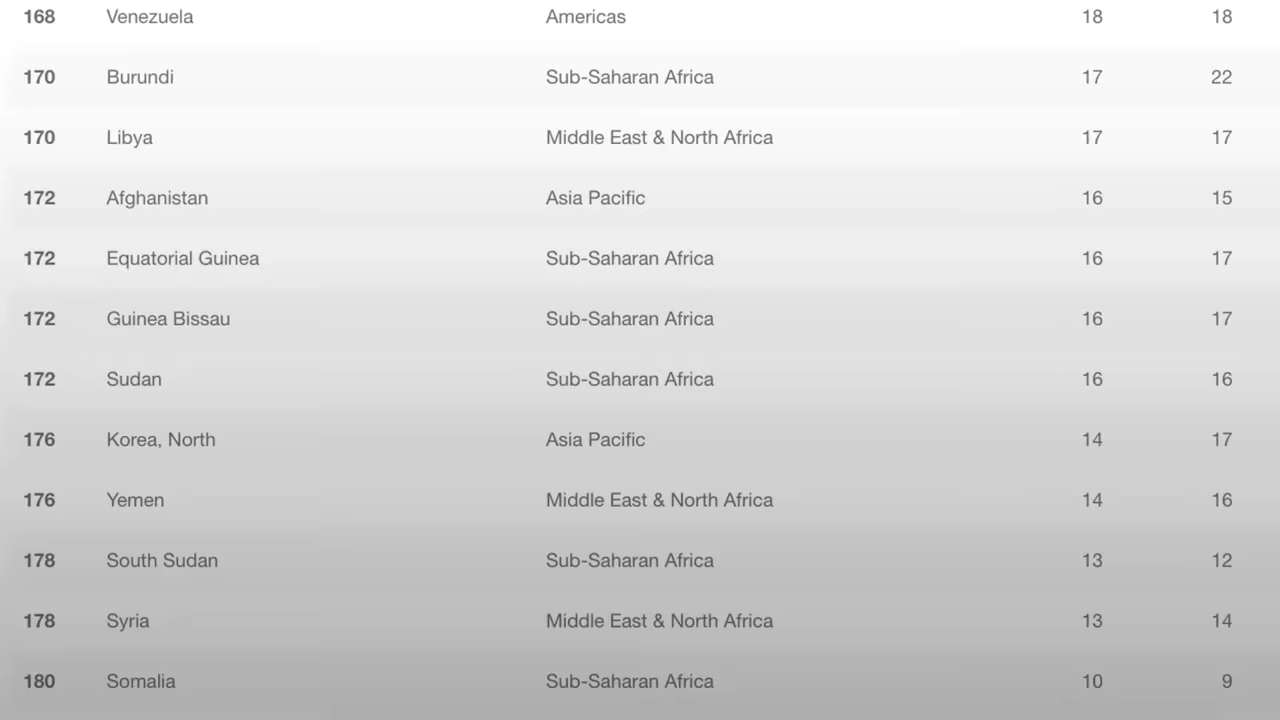 168 Venezuela Americas 18 18
170 Burundi Sub-Saharan Africa 17 22
170 Libya Middle East & North Africa 17 17
172 Afghanistan Asia Pacific 16 15
172 Equatorial Guinea Sub-Saharan Africa 16 17
172 Guinea Bissau Sub-Saharan Africa 16 17
172 Sudan Sub-Saharan Africa 16 16
176 Korea, North Asia Pacific 14 17
176 Yemen Middle East & North Africa 14 16
178 South Sudan Sub-Saharan Africa 13 12
178 Syria Middle East & North Africa 13 14
180 Somalia Sub-Saharan Africa 10 9